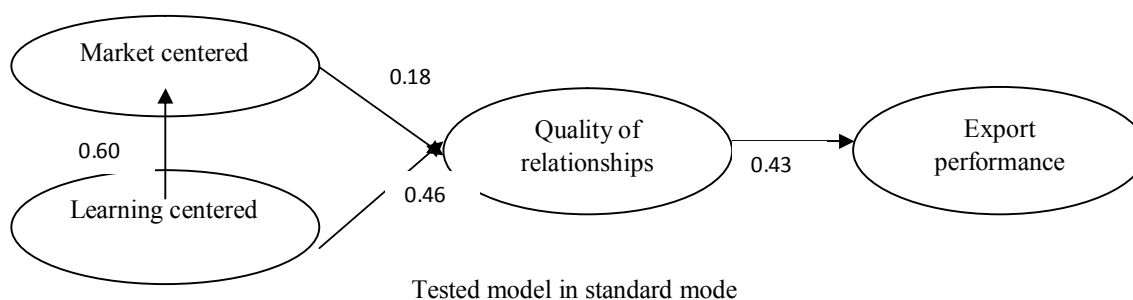 Market centered
0.18
Quality of
relationships
Export
performance
0.60
0.43
Learning centered
0.46
Tested model in standard mode